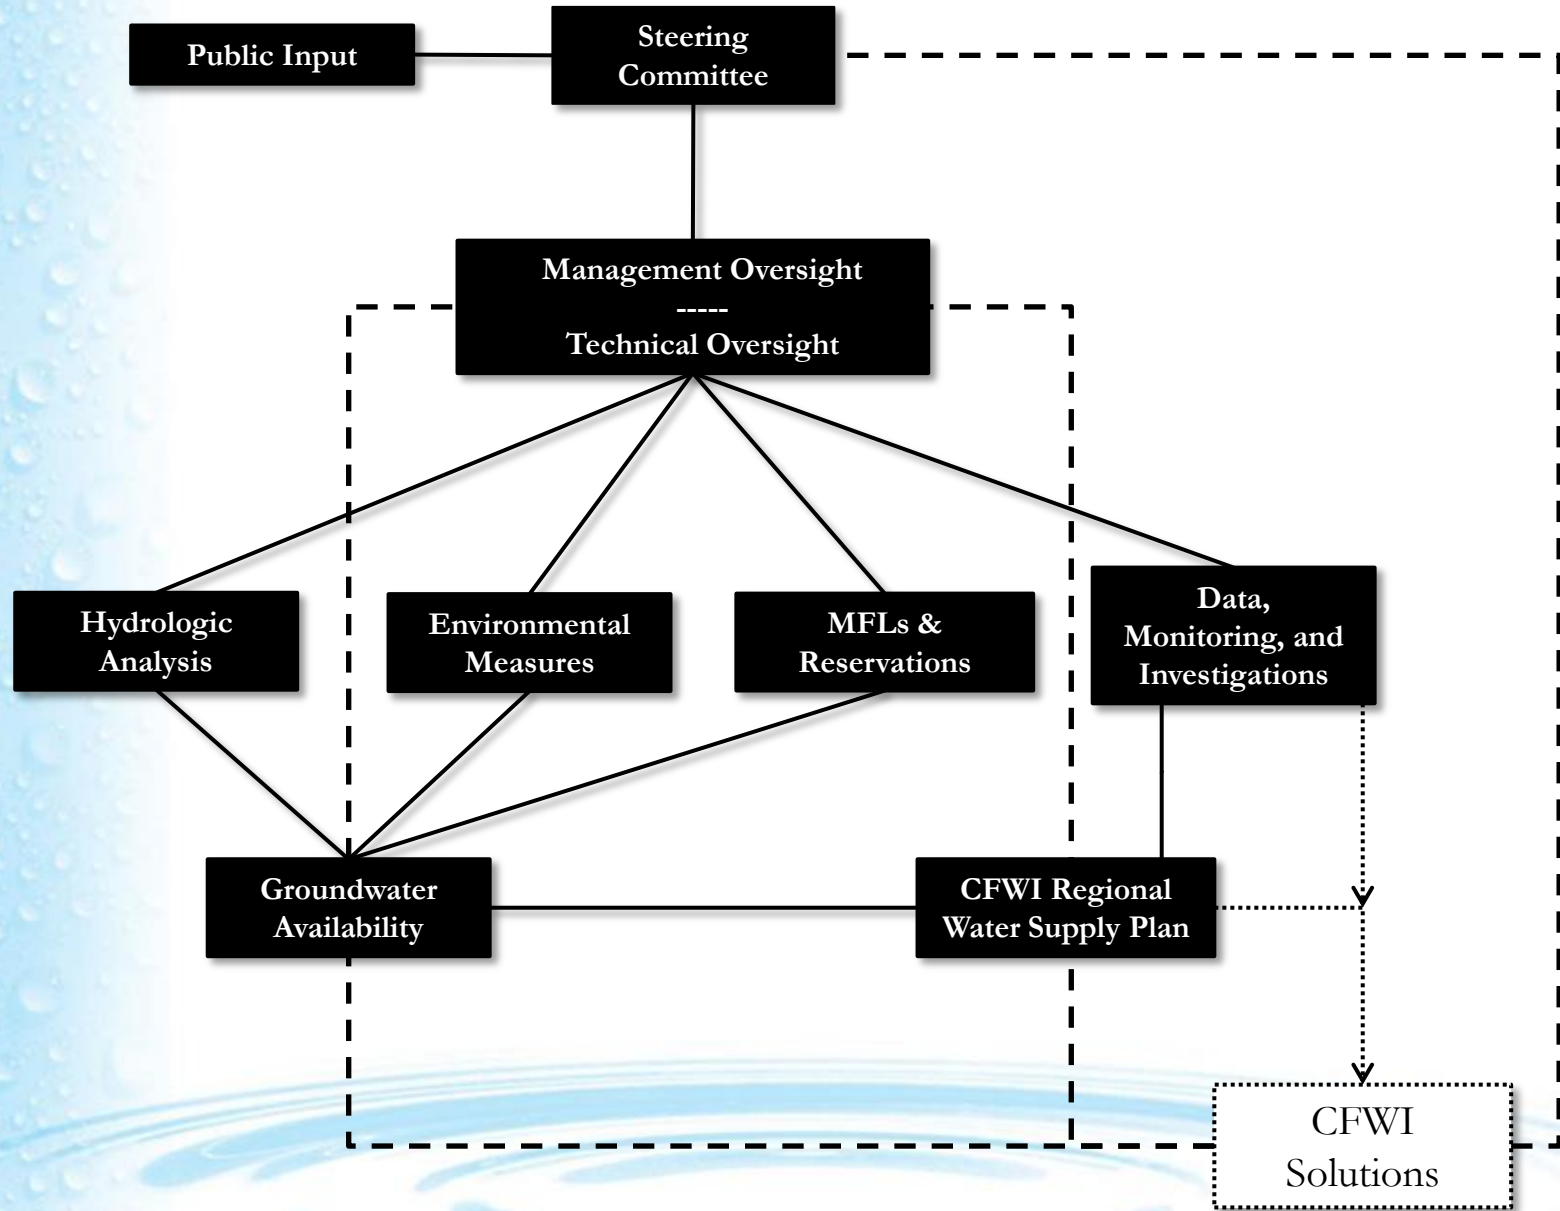 Public Input
Steering
Committee
Management Oversight
-----
Technical Oversight
Hydrologic
Analysis
Environmental
Measures
MFLs &
Reservations
Data,
Monitoring, and
Investigations
Groundwater
Availability
CFWI Regional
Water Supply Plan
CFWI
Solutions